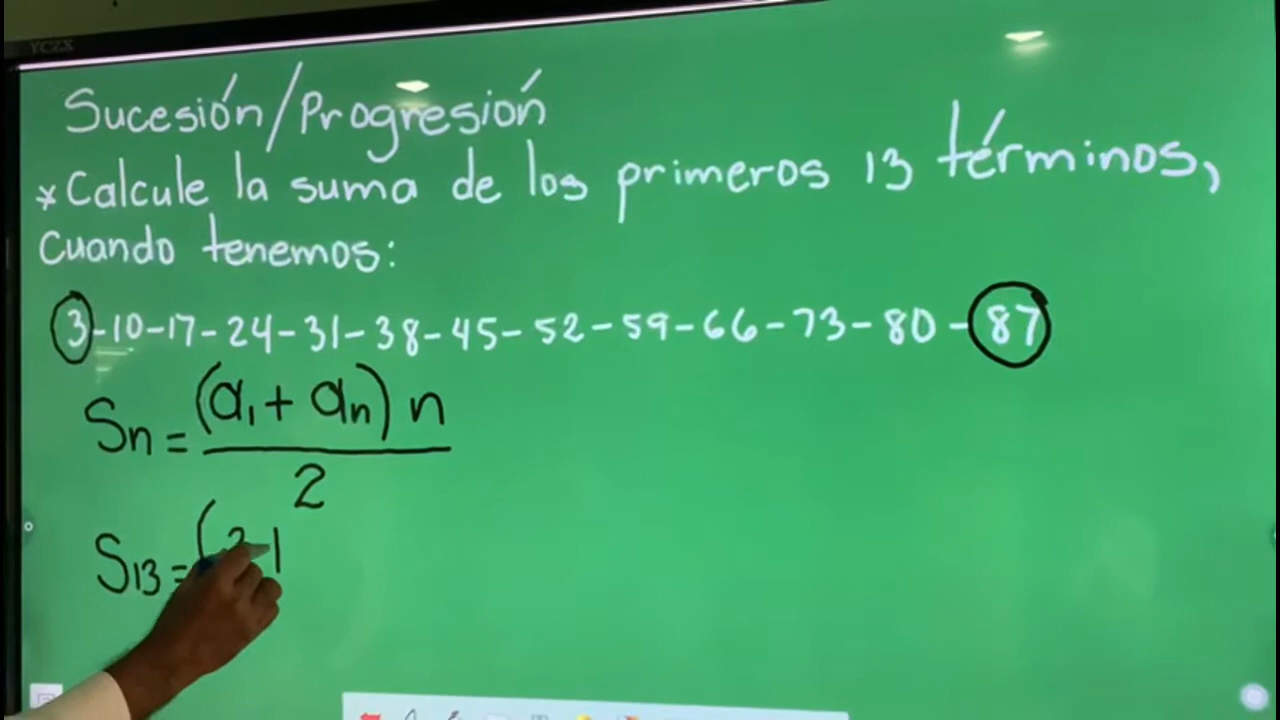 YCZX
Sucesión/Progresión
*Calcule la suma de los primeros 13 términos,
cuando tenemos:
3-10-17-24-31-38-45-52-59-66-73-80-87
Sn = (a₁ + an) n
2
S13 = (